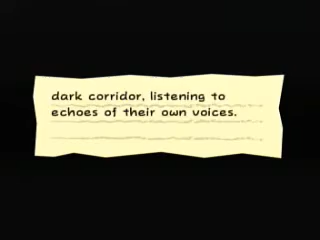 dark corridor, listening to
echoes of their own voices.